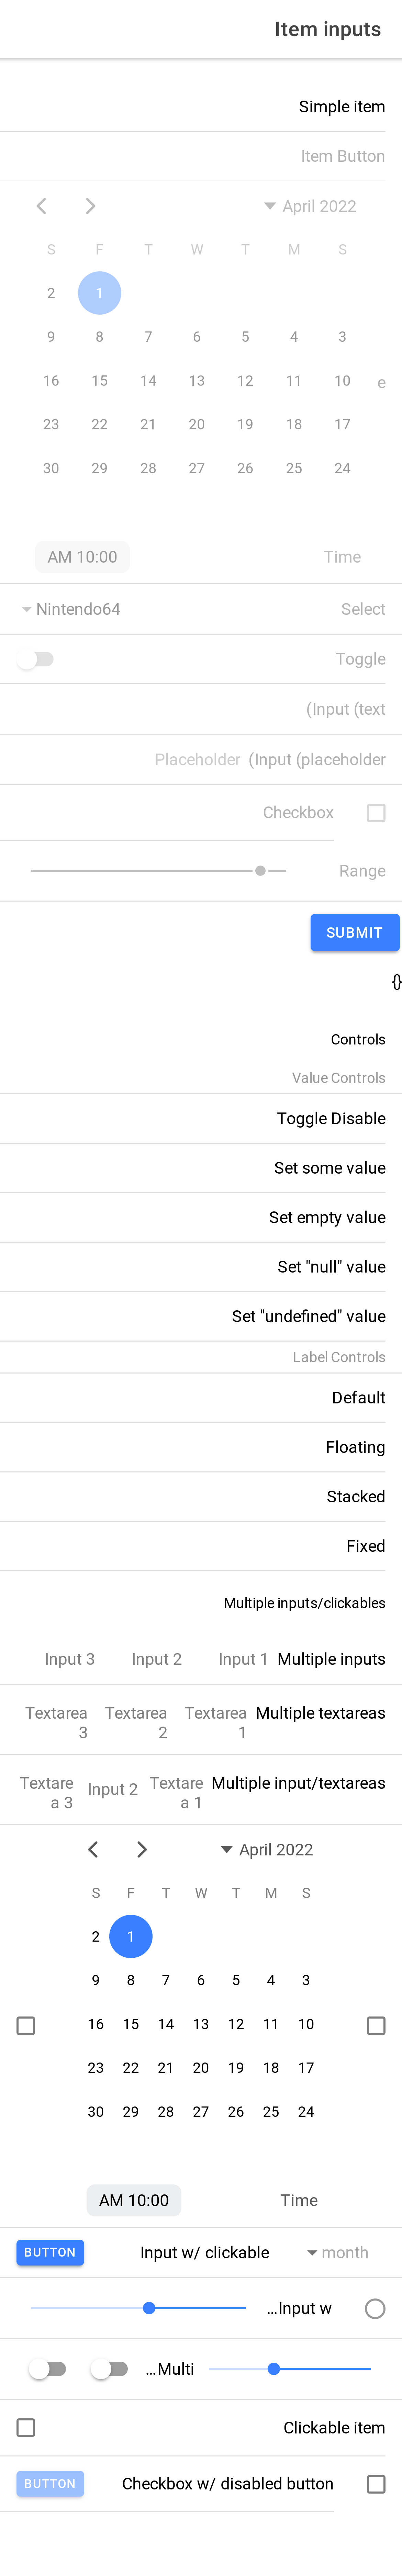 Item inputs
Simple item
Item Button
April 2022
S F T W T M S
2 1
9 8 7 6 5 4 3
16 15 14 13 12 11 10
e
23 22 21 20 19 18 17
30 29 28 27 26 25 24
AM 10:00 Time
Nintendo64 Select
Toggle
(Input (text
Placeholder (Input (placeholder
Checkbox
Range
SUBMIT
{}
Controls
Value Controls
Toggle Disable
Set some value
Set empty value
Set "null" value
Set "undefined" value
Label Controls
Default
Floating
Stacked
Fixed
Multiple inputs/clickables
Input 3 Input 2 Input 1 Multiple inputs
Textarea 3 Textarea 2 Textarea 1 Multiple textareas
Textare a 3 Input 2 Textare a 1 Multiple input/textareas
April 2022
S F T W T M S
2 1
9 8 7 6 5 4 3
16 15 14 13 12 11 10
23 22 21 20 19 18 17
30 29 28 27 26 25 24
AM 10:00 Time
BUTTON Input w/ clickable month
...Input w
...Multi
Clickable item
BUTTON Checkbox w/ disabled button